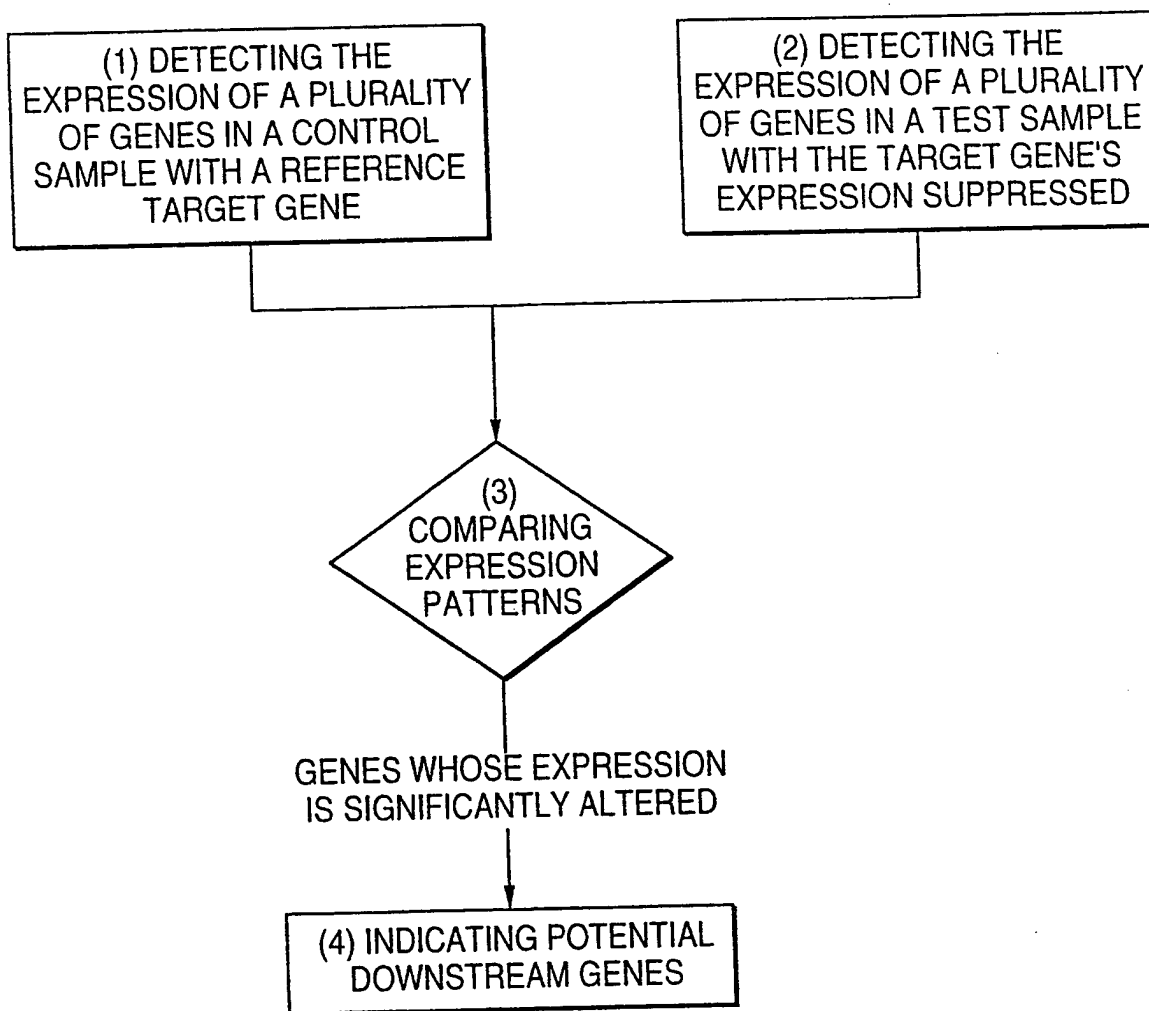 (1) DETECTING THE
EXPRESSION OF A PLURALITY
OF GENES IN A CONTROL
SAMPLE WITH A REFERENCE
TARGET GENE
(2) DETECTING THE
EXPRESSION OF A PLURALITY
OF GENES IN A TEST SAMPLE
WITH THE TARGET GENE'S
EXPRESSION SUPPRESSED
(3)
COMPARING
EXPRESSION
PATTERNS
GENES WHOSE EXPRESSION
IS SIGNIFICANTLY ALTERED
(4) INDICATING POTENTIAL
DOWNSTREAM GENES